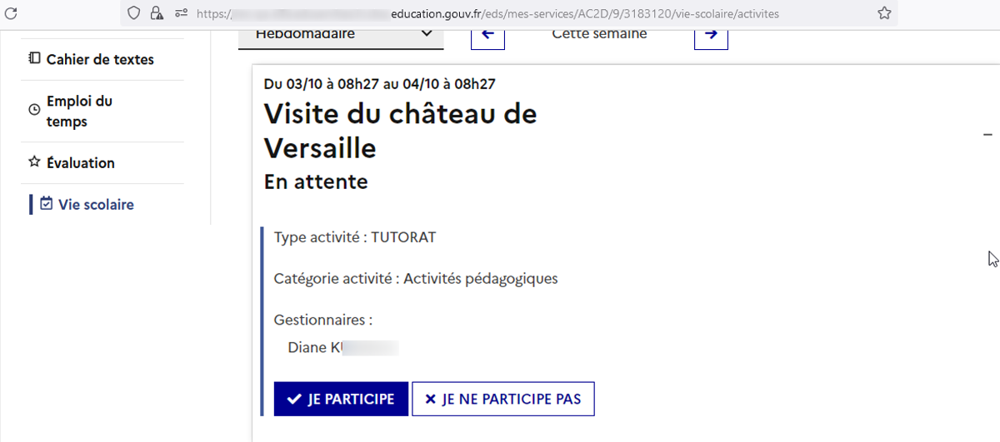 https://
education.gouv.fr/eds/mes-services/AC2D/9/3183120/vie-scolaire/activites
Hebdomadaire
Cette semaine
Cahier de textes
Emploi du
temps
Évaluation
Vie scolaire
Du 03/10 à 08h27 au 04/10 à 08h27
Visite du château de
Versaille
En attente
Type activité : TUTORAT
Catégorie activité : Activités pédagogiques
Gestionnaires :
Diane
JE PARTICIPE
JE NE PARTICIPE PAS